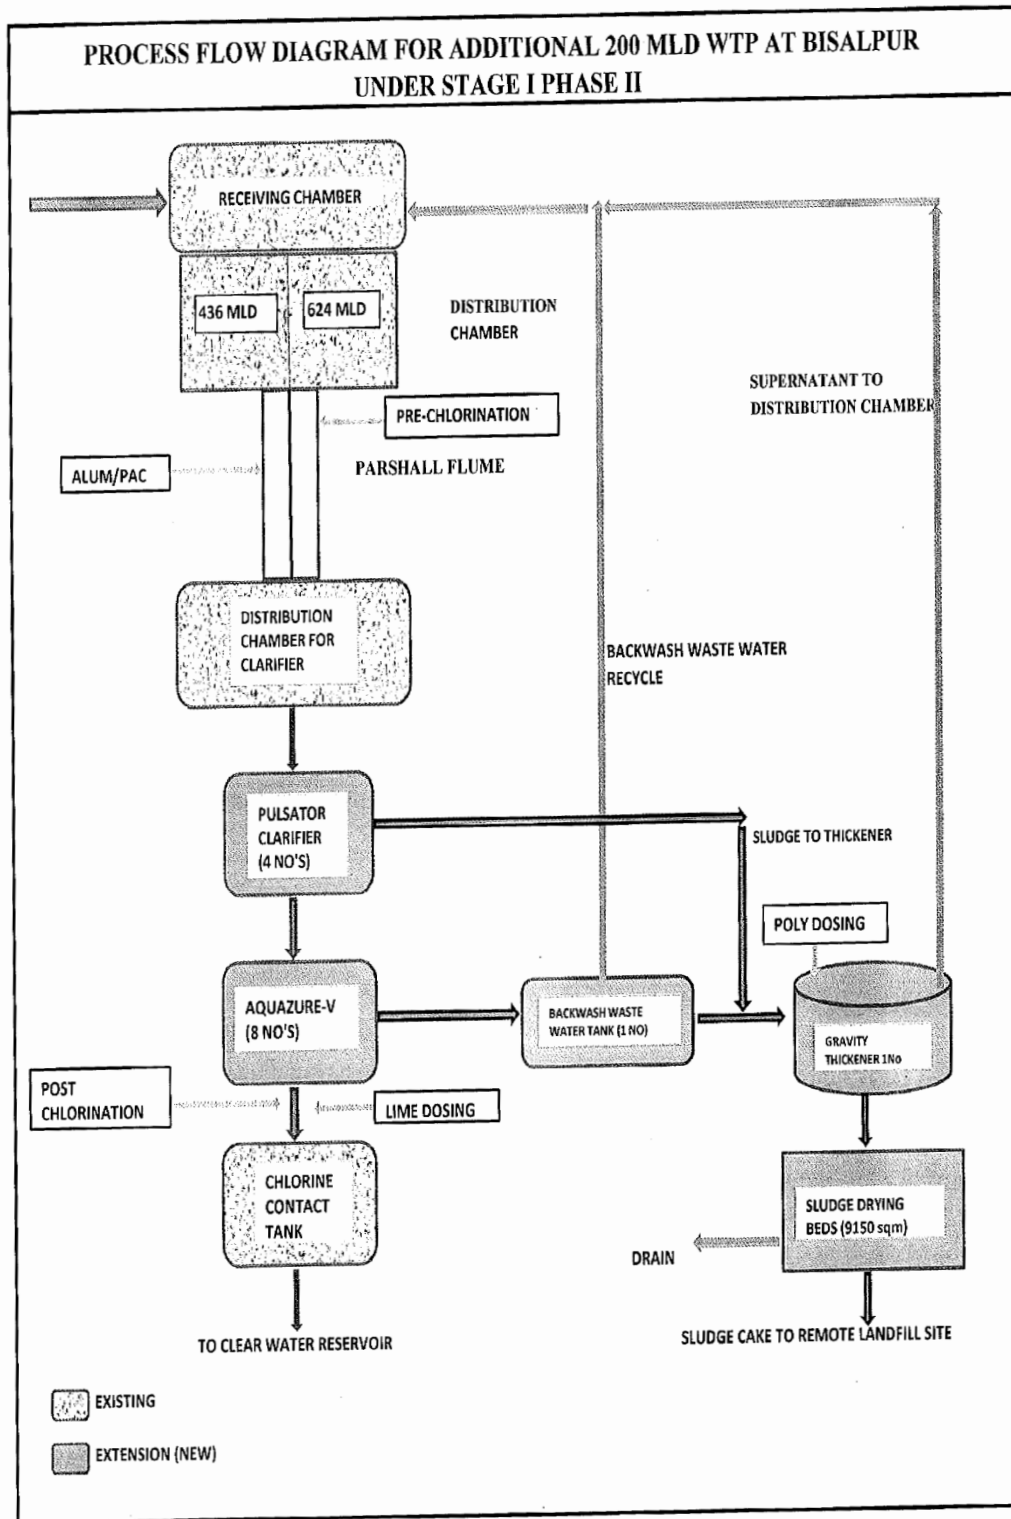 PROCESS FLOW DIAGRAM FOR ADDITIONAL 200 MLD WTP AT BISALPUR
UNDER STAGE I PHASE II
RECEIVING CHAMBER
436 MLD
624 MLD
DISTRIBUTION
CHAMBER
SUPERNATANT TO
DISTRIBUTION CHAMBER
PRE-CHLORINATION
ALUM/PAC
PARSHALL FLUME
DISTRIBUTION
CHAMBER FOR
CLARIFIER
BACKWASH WASTE WATER
RECYCLE
PULSATOR
CLARIFIER
(4 NO'S)
SLUDGE TO THICKENER
POLY DOSING
AQUAZURE-V
(8 NO'S)
BACKWASH WASTE
WATER TANK (1 NO)
GRAVITY
THICKENER 1No
POST
CHLORINATION
LIME DOSING
CHLORINE
CONTACT
TANK
SLUDGE DRYING
BEDS (9150 sqm)
DRAIN
TO CLEAR WATER RESERVOIR
SLUDGE CAKE TO REMOTE LANDFILL SITE
EXISTING
EXTENSION (NEW)